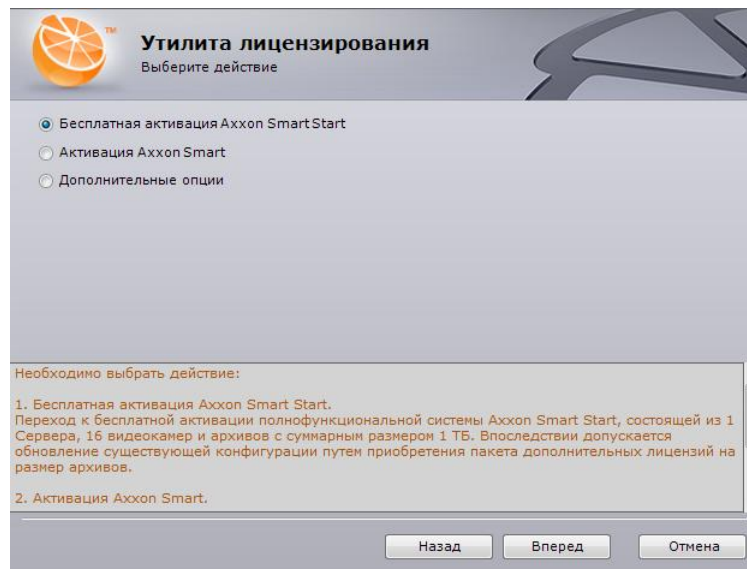 TM
Утилита лицензирования
Выберите действие
Бесплатная активация Axxon Smart Start
Активация Axxon Smart
Дополнительные опции
Необходимо выбрать действие:
1. Бесплатная активация Axxon Smart Start.
Переход к бесплатной активации полнофункциональной системы Axxon Smart Start, состоящей из 1
Сервера, 16 видеокамер и архивов с суммарным размером 1 ТБ. Впоследствии допускается
обновление существующей конфигурации путем приобретения пакета дополнительных лицензий на
размер архивов.
2. Активация Axxon Smart.
Назад
Вперед
Отмена